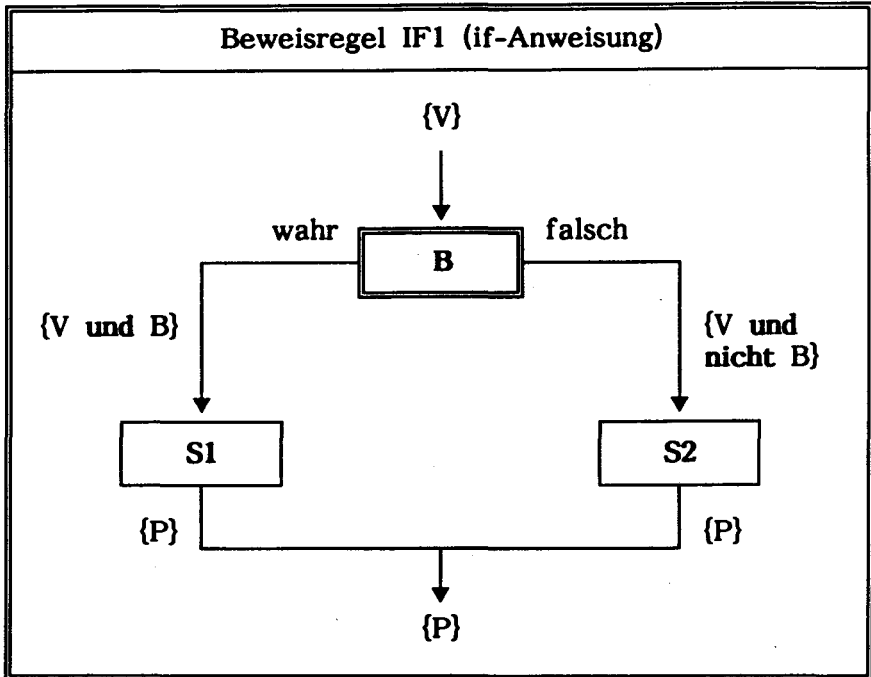 Beweisregel IF1 (if-Anweisung)
{V}
wahr
falsch
B
{V und B}
{V und
nicht B}
S1
S2
{P}
{P}
{P}